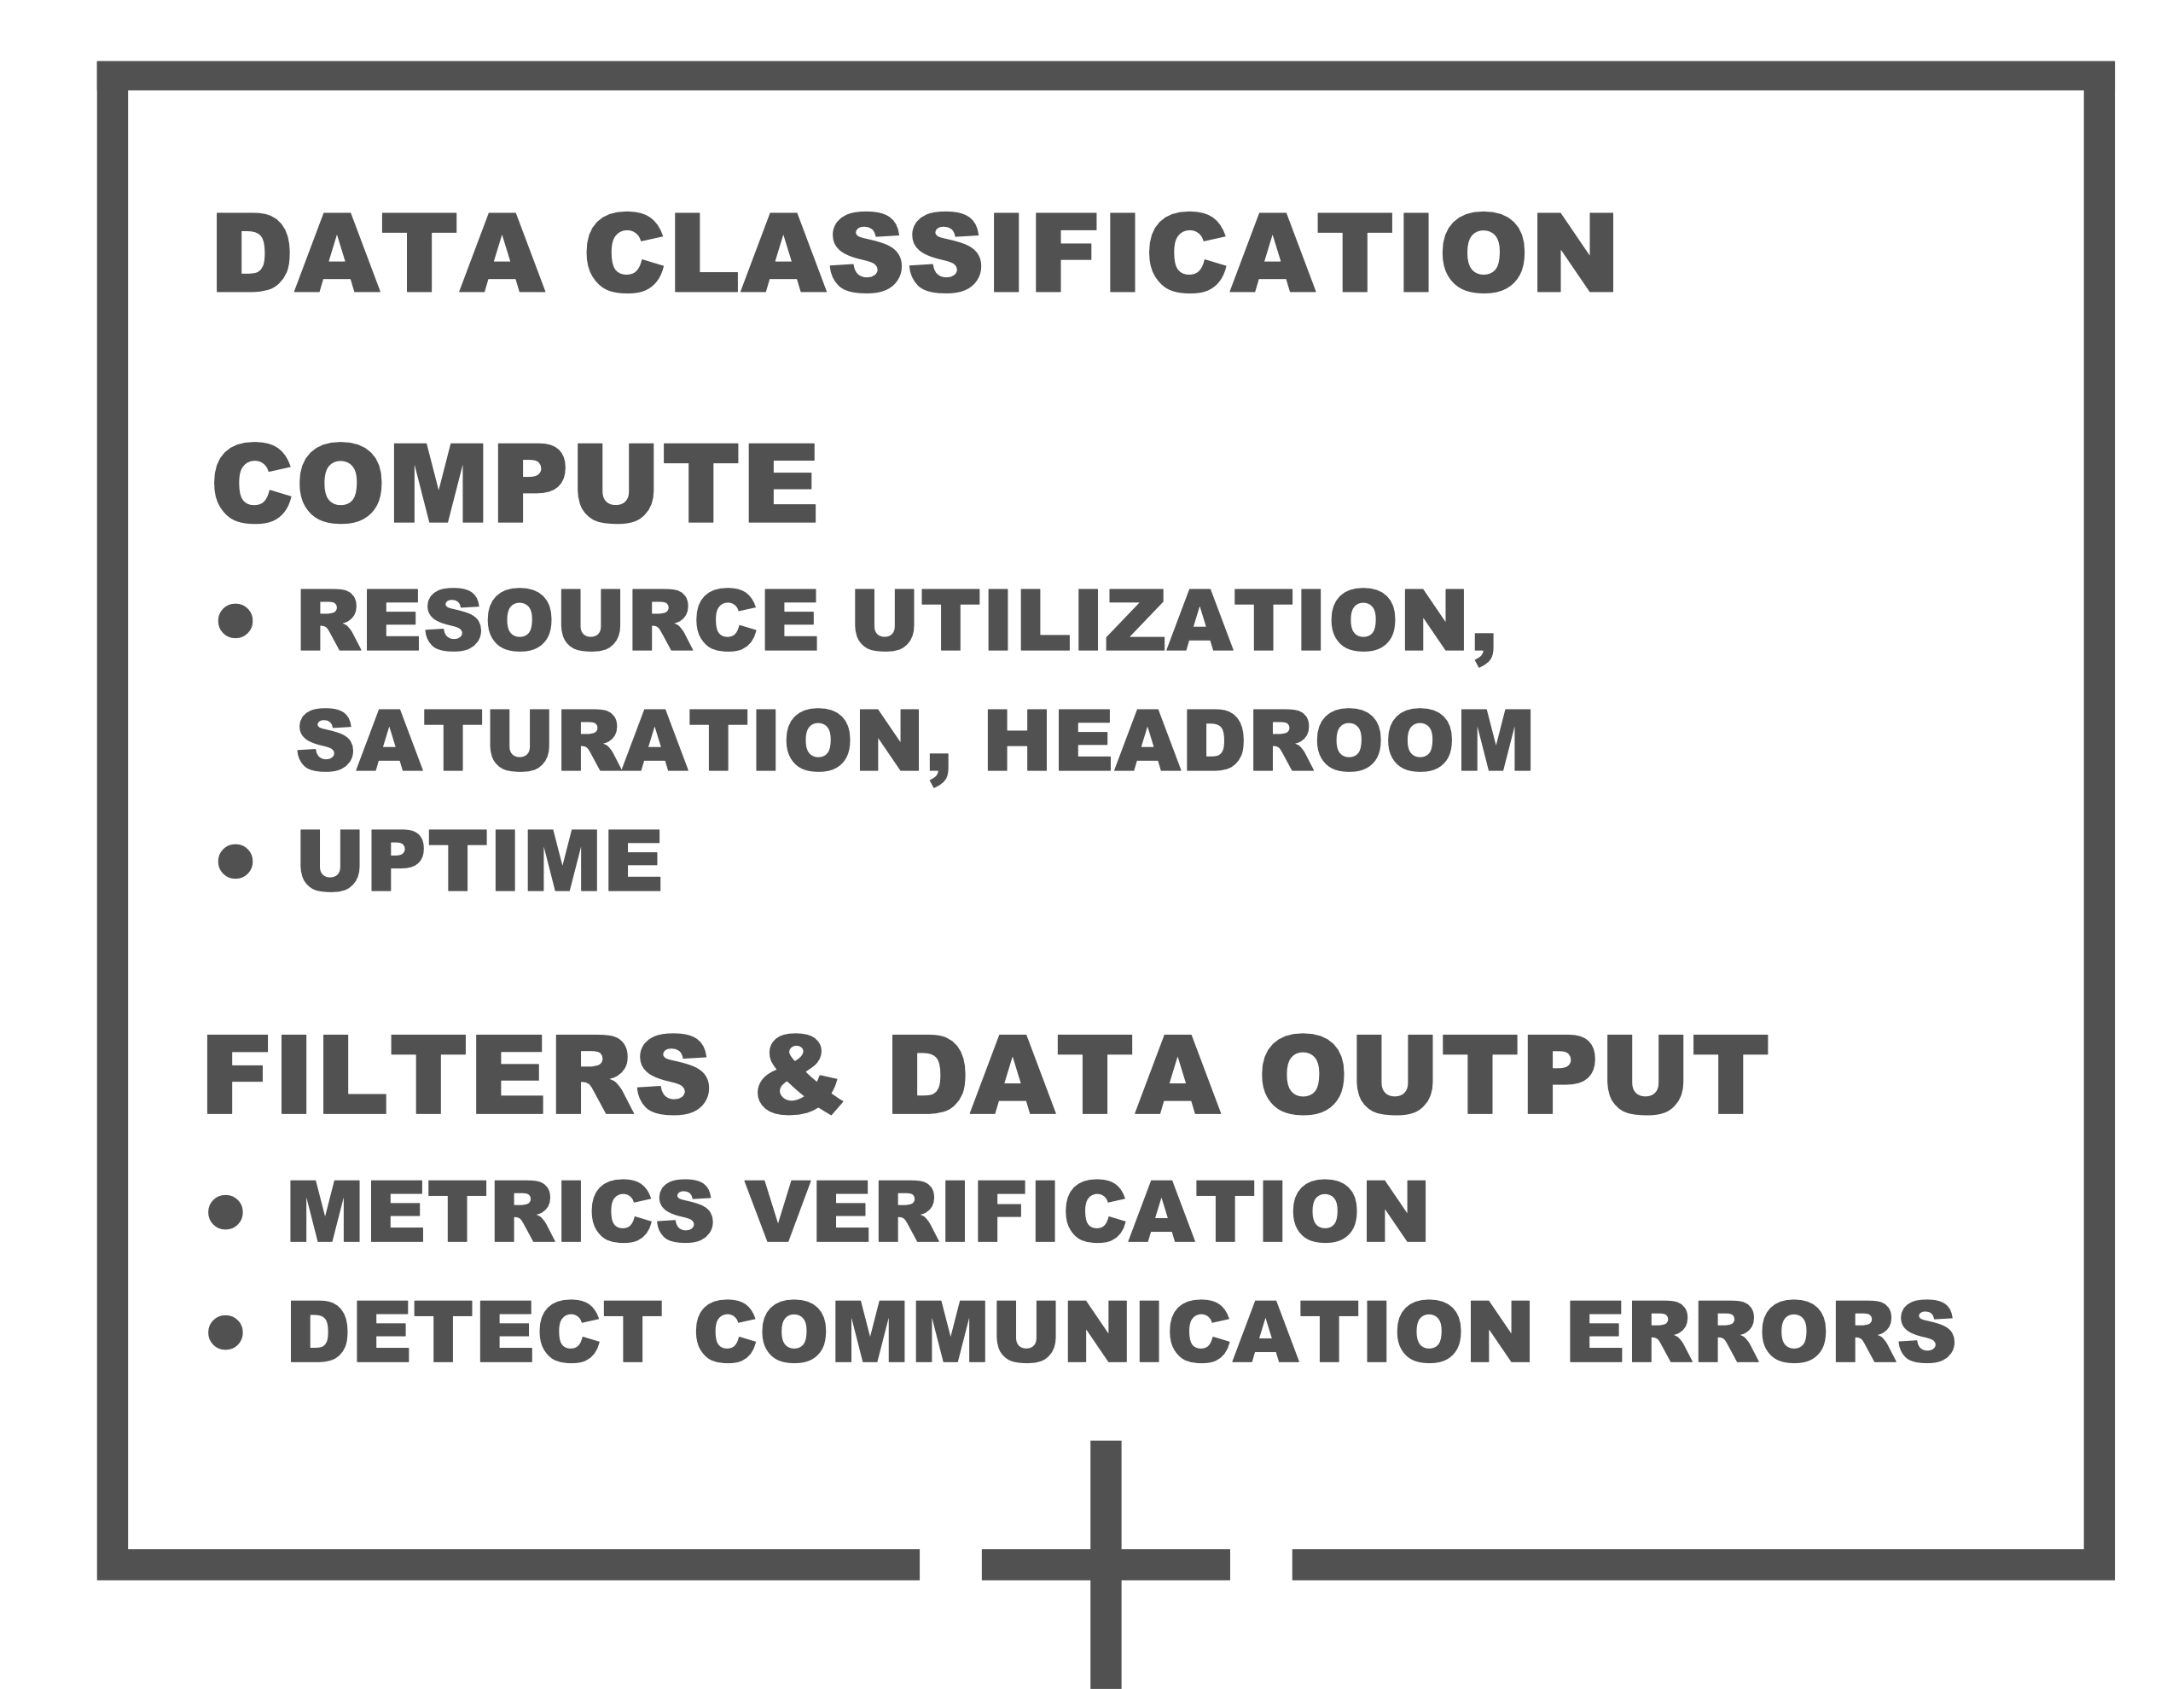 DATA CLASSIFICATION
COMPUTE
• RESOURCE UTILIZATION,
SATURATION, HEADROOM
• UPTIME
FILTERS & DATA OUTPUT
• METRICS VERIFICATION
• DETECT COMMUNICATION ERRORS